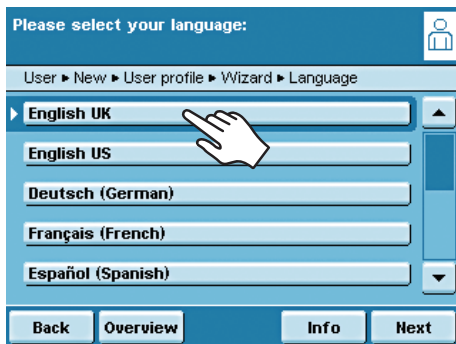 Please select your language:
User ▸ New ▸ User profile ▸ Wizard ▸ Language
English UK
English US
Deutsch (German)
Français (French)
Español (Spanish)
Back Overview Info Next